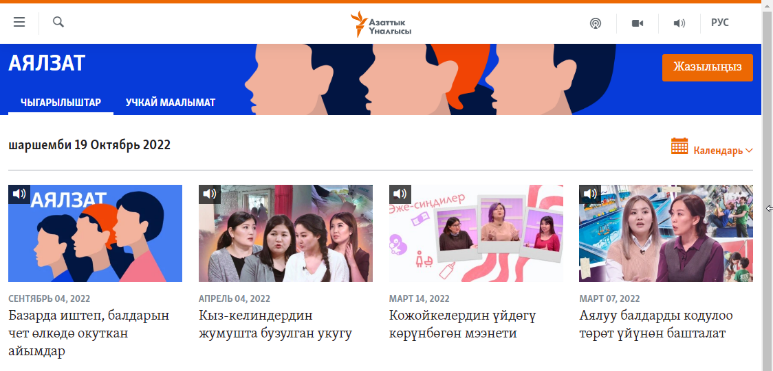 Азаттык
Үналгысы
РУС
АЯЛЗАТ
Жазылыңыз
ЧЫГАРЫЛЫШТАР
УЧКАЙ МААЛЫМАТ
шаршемби 19 Октябрь 2022
Календарь
АЯЛЗАТ
Эже-сиңдилер
СЕНТЯБРЬ 04, 2022
Базарда иштеп, балдарын
чет өлкөдө окуткан
айымдар
АПРЕЛЬ 04, 2022
Кыз-келиндердин
жумушта бузулган укугу
МАРТ 14, 2022
Кожойкелердин үйдөгү
көрүнбөгөн мээнети
МАРТ 07, 2022
Аялуу балдарды кодулоо
төрөт үйүнөн башталат